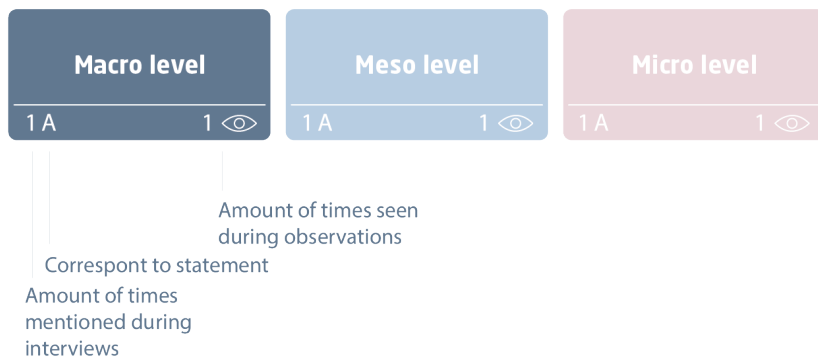 Macro level
1 A 1
Meso level
1 A 1
Micro level
1 A 1
Amount of times seen
during observations
Correspont to statement
Amount of times
mentioned during
interviews